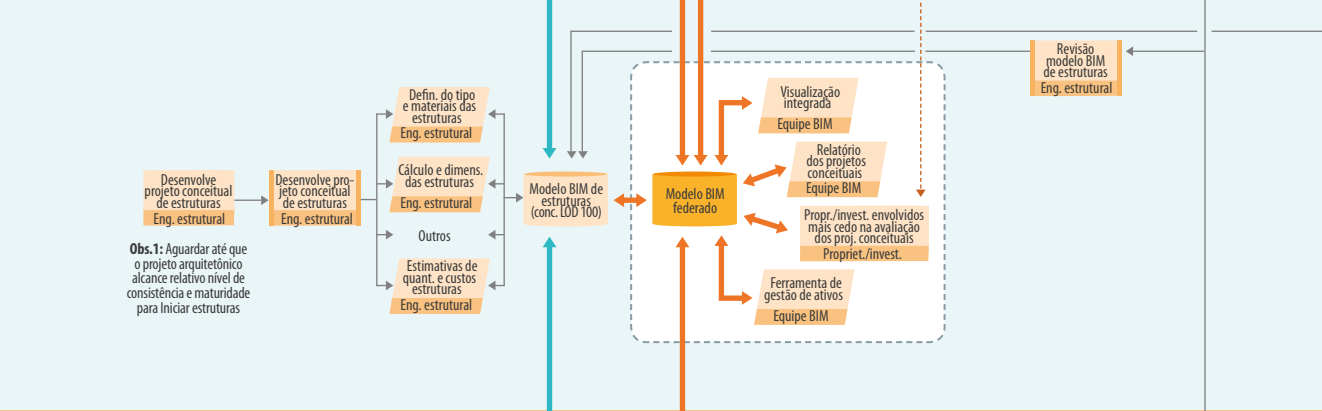 Desenvolve
projeto conceitual
de estruturas
Eng. estrutural
Obs.1: Aguardar até que
o projeto arquitetônico
alcance relativo nível de
consistência e maturidade
para Iniciar estruturas
Desenvolve pro-
jeto conceitual
de estruturas
Eng. estrutural
Defin. do tipo
e materiais das
estruturas
Eng. estrutural
Cálculo e dimens.
das estruturas
Eng. estrutural
Outros
Estimativas de
quant. e custos
estruturas
Eng. estrutural
Modelo BIM de
estruturas
(conc. LOD 100)
Modelo BIM
federado
Visualização
integrada
Equipe BIM
Relatório
dos projetos
conceituais
Equipe BIM
Propr./invest. envolvidos
mais cedo na avaliação
dos proj. conceituais
Propriet./invest.
Ferramenta de
gestão de ativos
Equipe BIM
Revisão
modelo BIM
de estruturas
Eng. estrutural